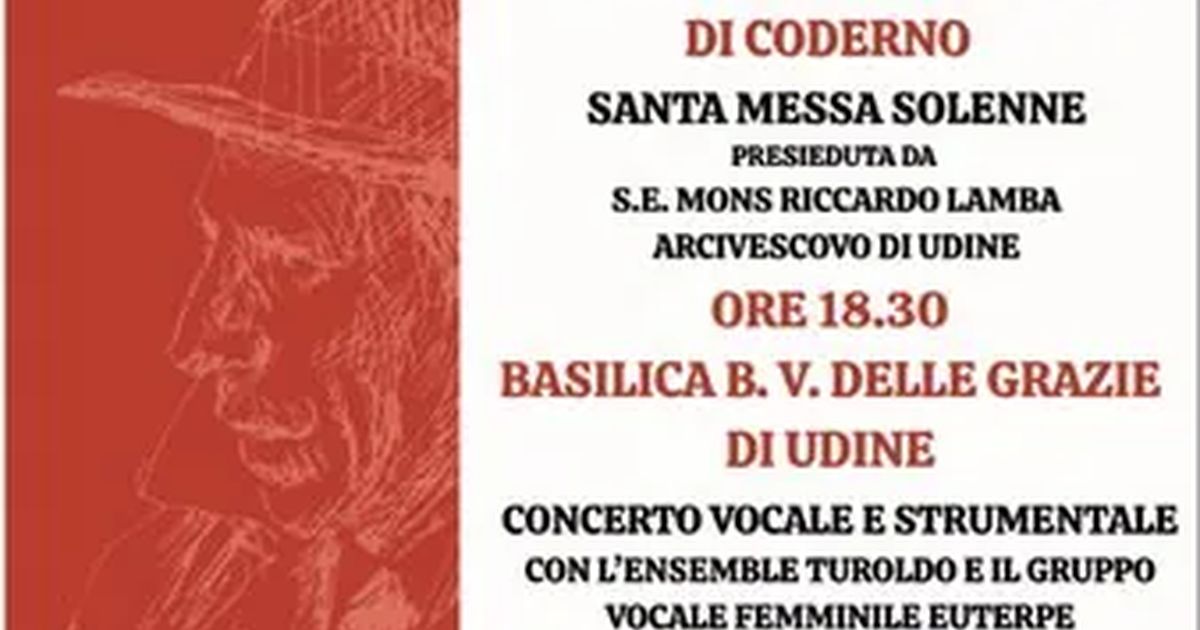 DI CODERNO
SANTA MESSA SOLENNE
PRESIEDUTA DA
S.E. MONS RICCARDO LAMBA
ARCIVESCOVO DI UDINE
ORE 18.30
BASILICA B. V. DELLE GRAZIE
DI UDINE
CONCERTO VOCALE E STRUMENTALE
CON L'ENSEMBLE TUROLDO E IL GRUPPO
VOCALE FEMMINILE EUTERPE